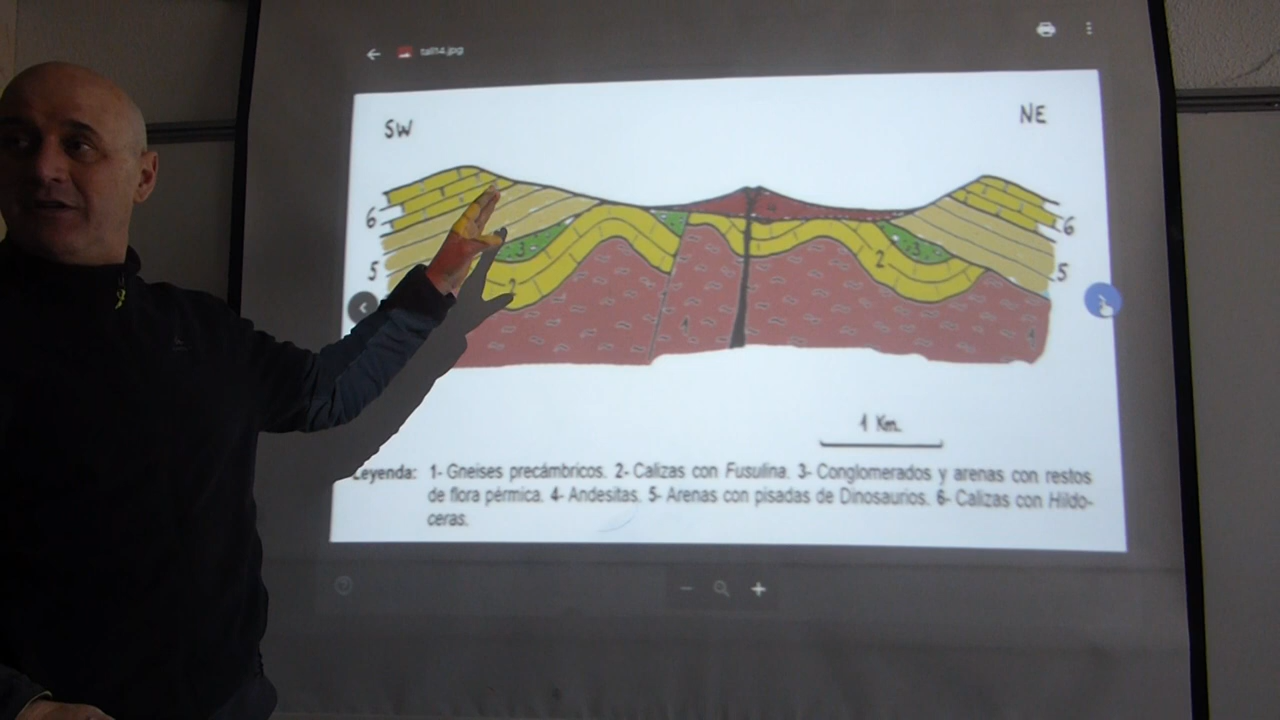 tall14.jpg
SW
NE
6
6
5
5
3
3
2
2
4
1
1
1 Km.
Leyenda: 1- Gneises precámbricos. 2- Calizas con Fusulina. 3- Conglomerados y arenas con restos
de flora pérmica. 4- Andesitas. 5- Arenas con pisadas de Dinosaurios. 6- Calizas con Hildo-
ceras.